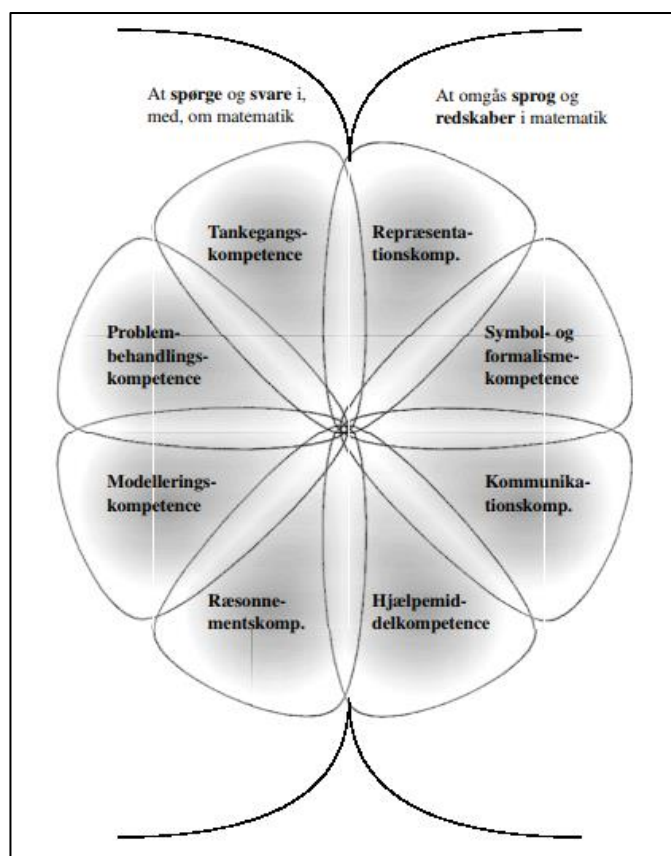 At spørge og svare i,
med, om matematik
At omgås sprog og
redskaber i matematik
Tankegangs-
kompetence
Repræsenta-
tionskomp.
Problem-
behandlings-
kompetence
Symbol- og
formalisme-
kompetence
Modellerings-
kompetence
Kommunika-
tionskomp.
Ræsonne-
mentskomp.
Hjælpemid-
delkompetence